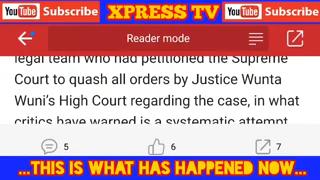 YouTube Subscribe XPRESS TV YouTube Subscribe
Reader mode
legal team who had petitioned the Supreme
Court to quash all orders by Justice Wunta
Wuni's High Court regarding the case, in what
critics have warned is a systematic attempt
5 6 7
...THIS IS WHAT HAS HAPPENED NOW...